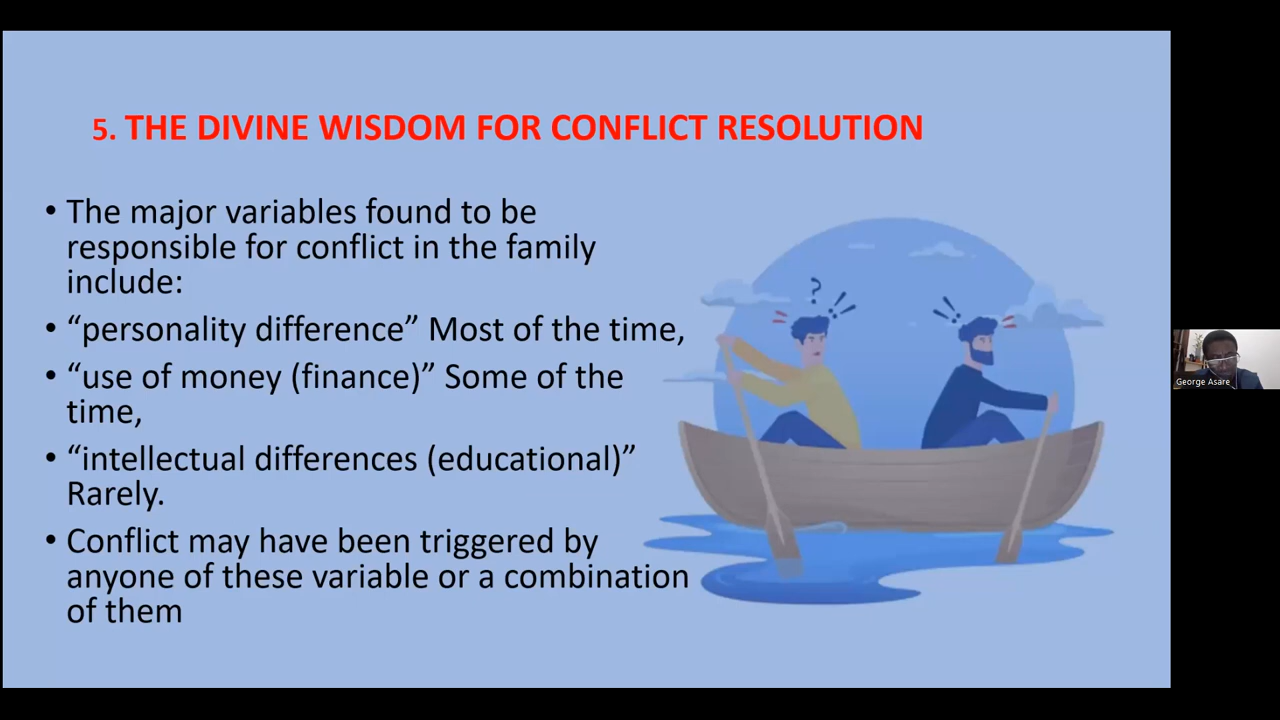 5. THE DIVINE WISDOM FOR CONFLICT RESOLUTION
• The major variables found to be
responsible for conflict in the family
include:
• “personality difference” Most of the time,
• “use of money (finance)” Some of the
time,
• “intellectual differences (educational)”
Rarely.
• Conflict may have been triggered by
anyone of these variable or a combination
of them
?
George Asare